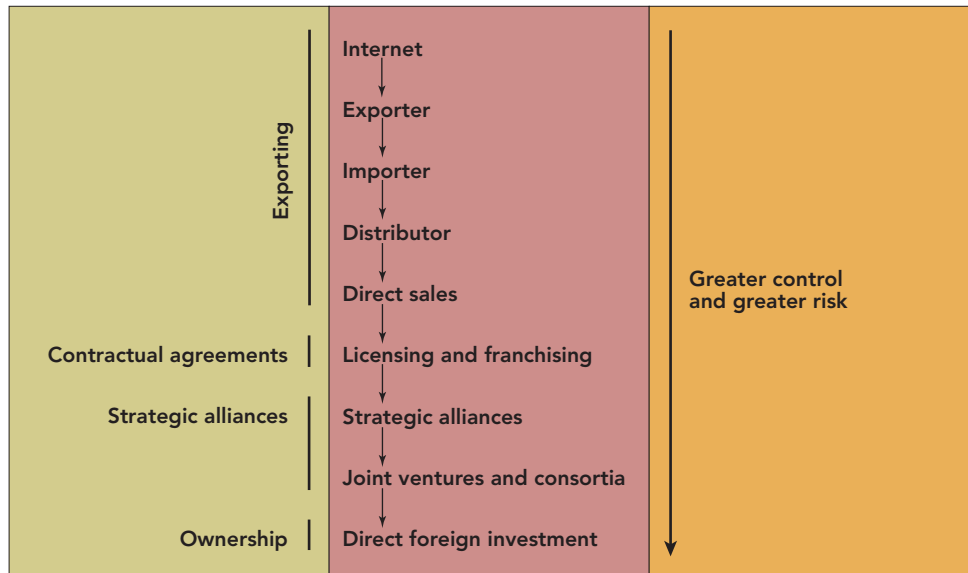 Exporting
Internet
Exporter
Importer
Distributor
Direct sales
Contractual agreements
Licensing and franchising
Strategic alliances
Strategic alliances
Joint ventures and consortia
Ownership
Direct foreign investment
Greater control
and greater risk